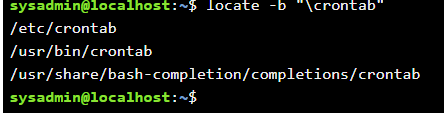 sysadmin@localhost:~$ locate -b "\crontab"
/etc/crontab
/usr/bin/crontab
/usr/share/bash-completion/completions/crontab
sysadmin@localhost:~$